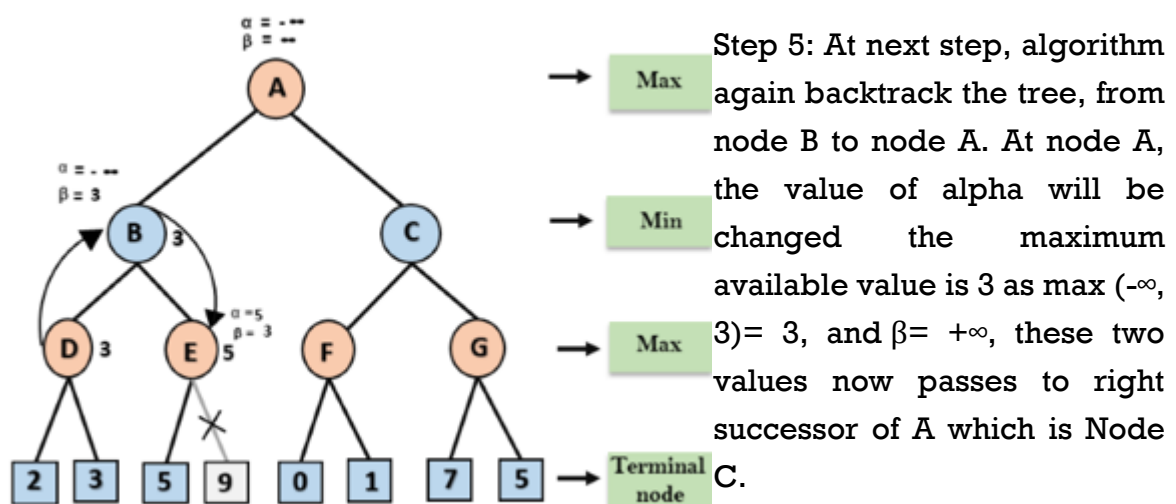 α = - ∞
β = ∞
A
Max
α = - ∞
β = 3
B
3
C
Min
α =5
β = 3
D
3
E
5
F
G
Max
2
3
5
9
0
1
7
5
Terminal
node
Step 5: At next step, algorithm
again backtrack the tree, from
node B to node A. At node A,
the value of alpha will be
changed the maximum
available value is 3 as max (-∞,
3)= 3, and β= +∞, these two
values now passes to right
successor of A which is Node
C.